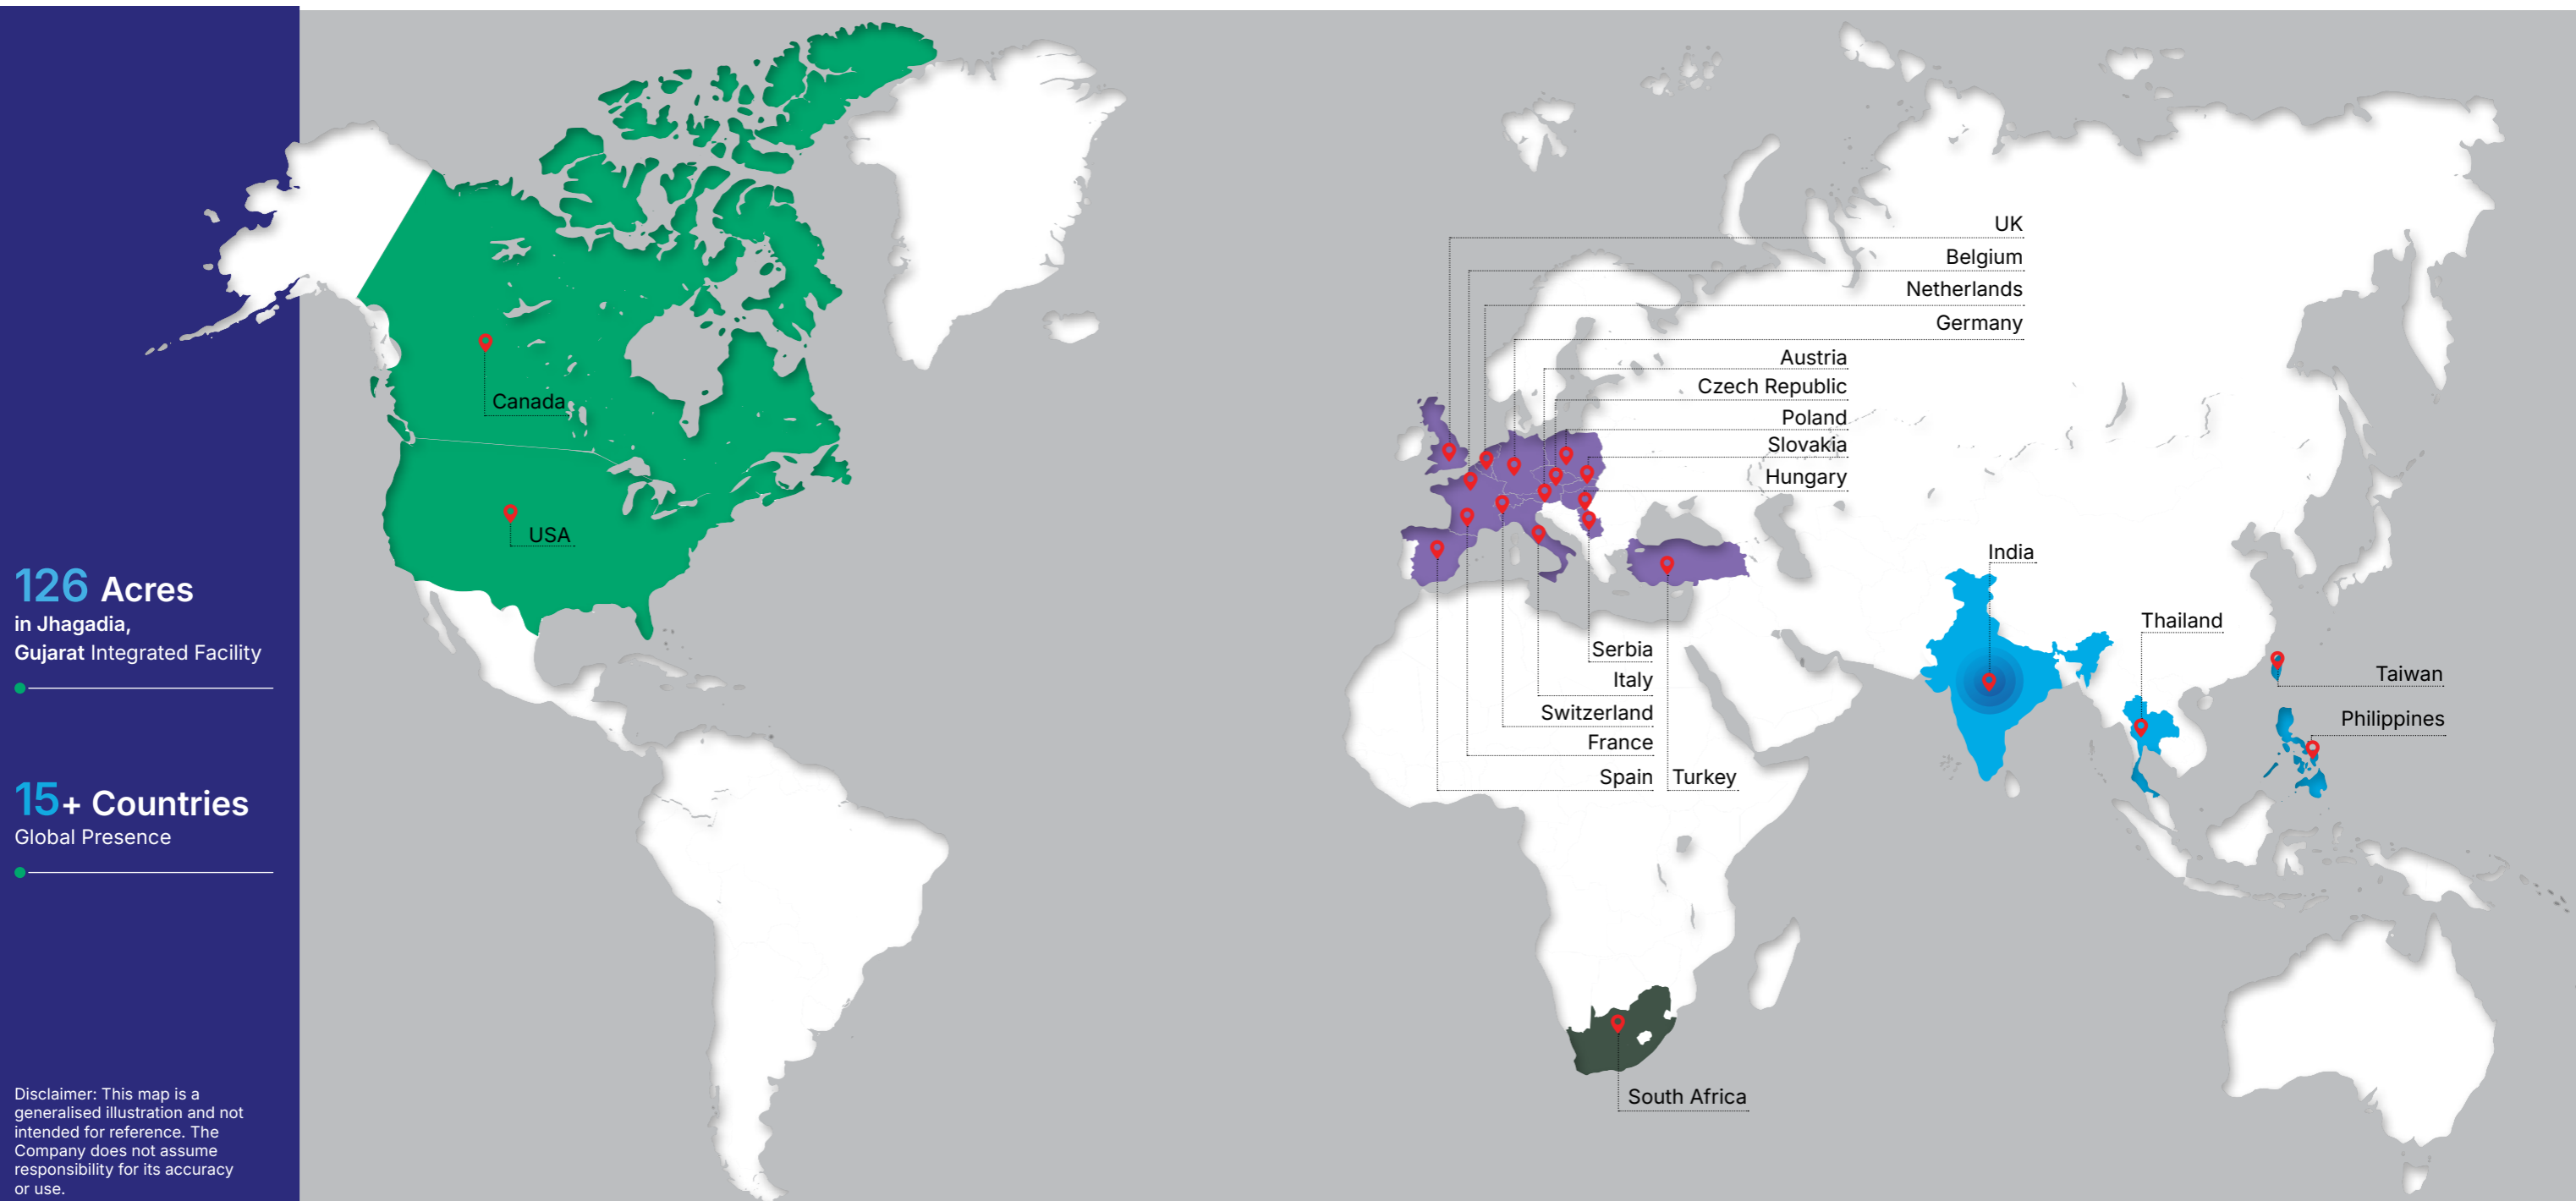 126 Acres
in Jhagadia,
Gujarat Integrated Facility
15+ Countries
Global Presence
Disclaimer: This map is a
generalised illustration and not
intended for reference. The
Company does not assume
responsibility for its accuracy
or use.
Canada
USA
UK
Belgium
Netherlands
Germany
Austria
Czech Republic
Poland
Slovakia
Hungary
Serbia
Italy
Switzerland
France
Spain
Turkey
India
Thailand
Taiwan
Philippines
South Africa